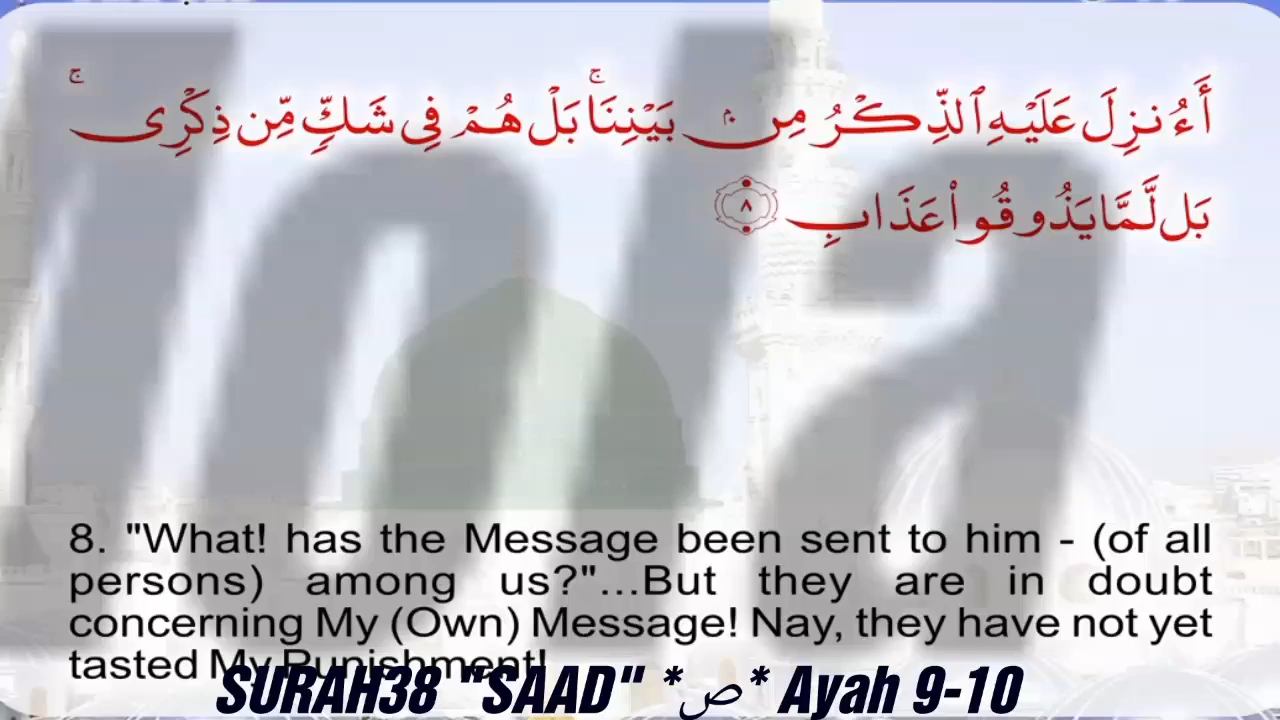 أَءُنزِلَ عَلَيْهِ ٱلذِّكْرُ مِنۢ بَيْنِنَا ۚ بَلْ هُمْ فِى شَكٍّ مِّن ذِكْرِى ۚ
بَل لَّمَّا يَذُوقُوا۟ عَذَابِ ٨
8. "What! has the Message been sent to him - (of all
persons) among us?"...But they are in doubt
concerning My (Own) Message! Nay, they have not yet
tasted My Punishment!
SURAH38 "SAAD" *ص* Ayah 9-10